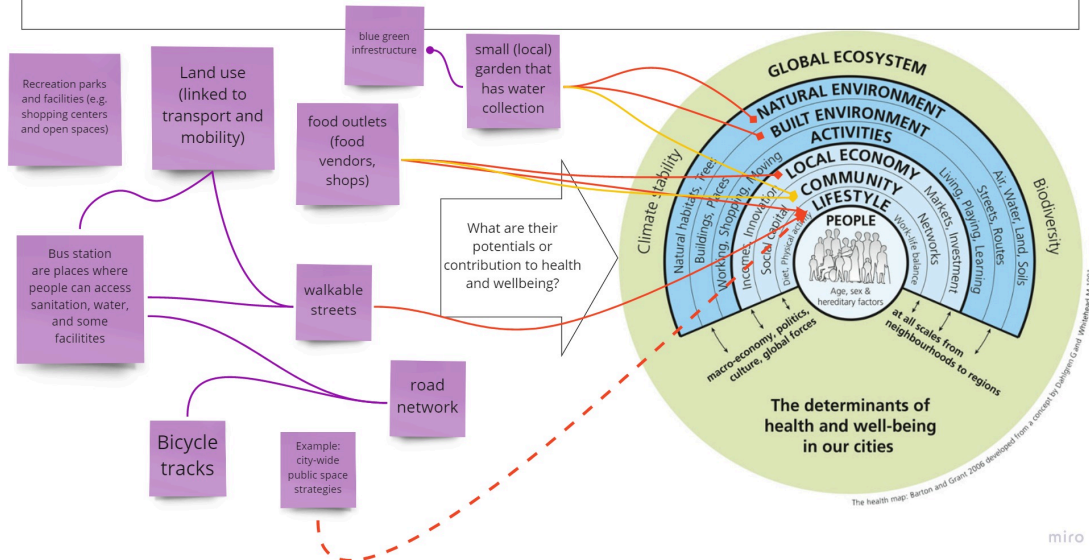 Recreation parks
and facilities (e.g.
shopping centers
and open spaces)
Land use
(linked to
transport and
mobility)
blue green
infrestructure
small (local)
garden that
has water
collection
food outlets
(food
vendors,
shops)
Bus station
are places where
people can access
sanitation, water,
and some
facilitites
walkable
streets
road
network
Bicycle
tracks
Example:
city-wide
public space
strategies
What are their
potentials or
contribution to health
and wellbeing?
GLOBAL ECOSYSTEM
NATURAL ENVIRONMENT
BUILT ENVIRONMENT
ACTIVITIES
LOCAL ECONOMY
COMMUNITY
LIFESTYLE
PEOPLE
Climate stability
Natural habitats, Trees
Buildings, Places
Working, Shopping, Moving
Incomes, Innovation
Social capital
Diet, Physical activity
Age, sex &
hereditary factors
Work-life balance
Networks
Markets, Investment
Living, Playing, Learning
Streets, Routes
Air, Water, Land, Soils
Biodiversity
macro-economy, politics,
culture, global forces
at all scales from
neighbourhoods to regions
The determinants of
health and well-being
in our cities
The health map: Barton and Grant 2006 developed from a concept by Dahlgren G and Whitehead M
miro